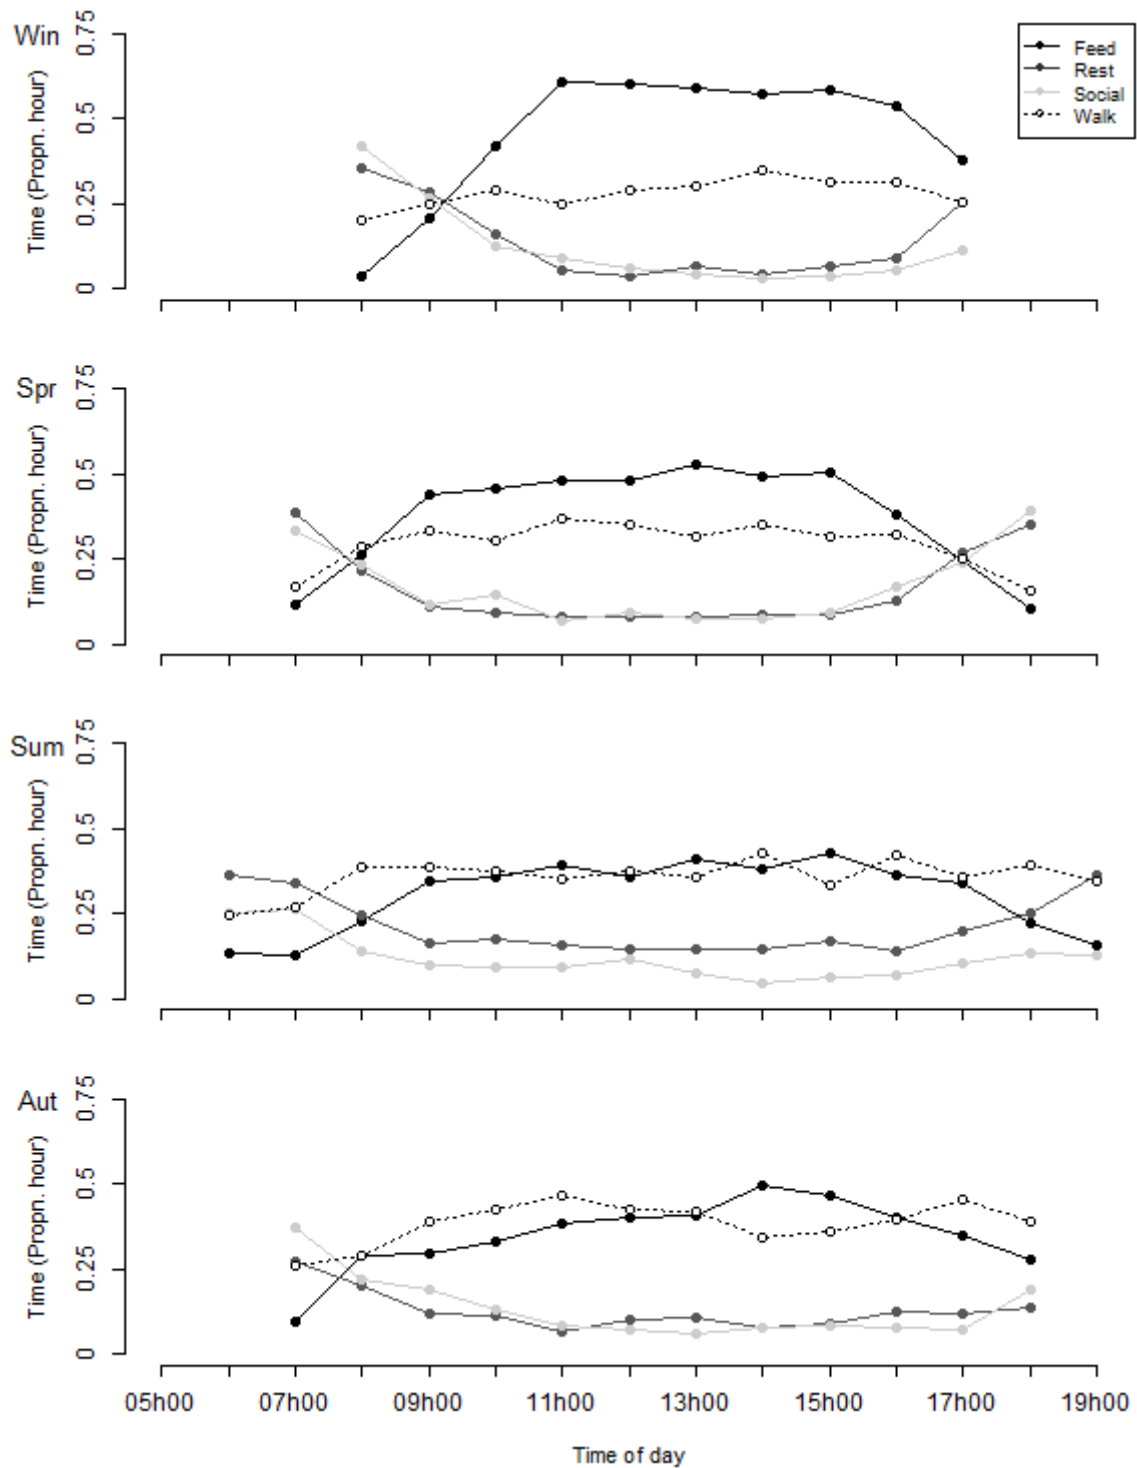 Win
Time (Propn. hour)
0 0.25 0.5 0.75
Feed
Rest
Social
Walk
Spr
Time (Propn. hour)
0 0.25 0.5 0.75
Sum
Time (Propn. hour)
0 0.25 0.5 0.75
Aut
Time (Propn. hour)
0 0.25 0.5 0.75
05h00 07h00 09h00 11h00 13h00 15h00 17h00 19h00
Time of day